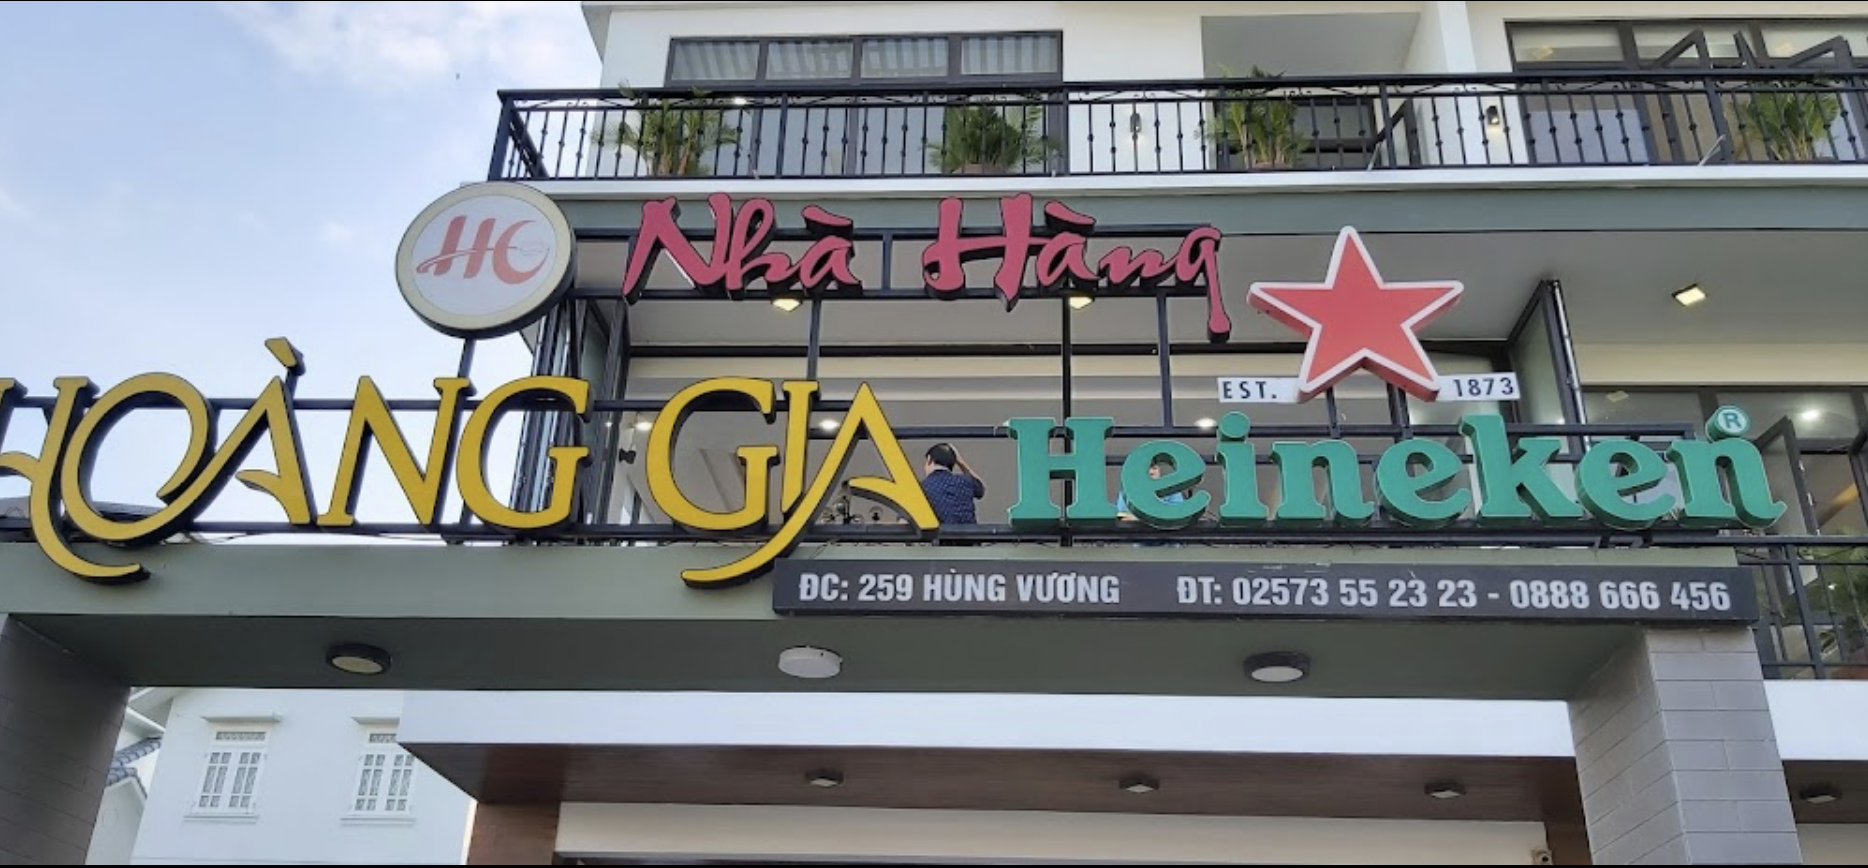 HG
Nhà Hàng
HOÀNG GIA
EST. 1873
Heineken®
ĐC: 259 HÙNG VƯƠNG ĐT: 02573 55 23 23 - 0888 666 456